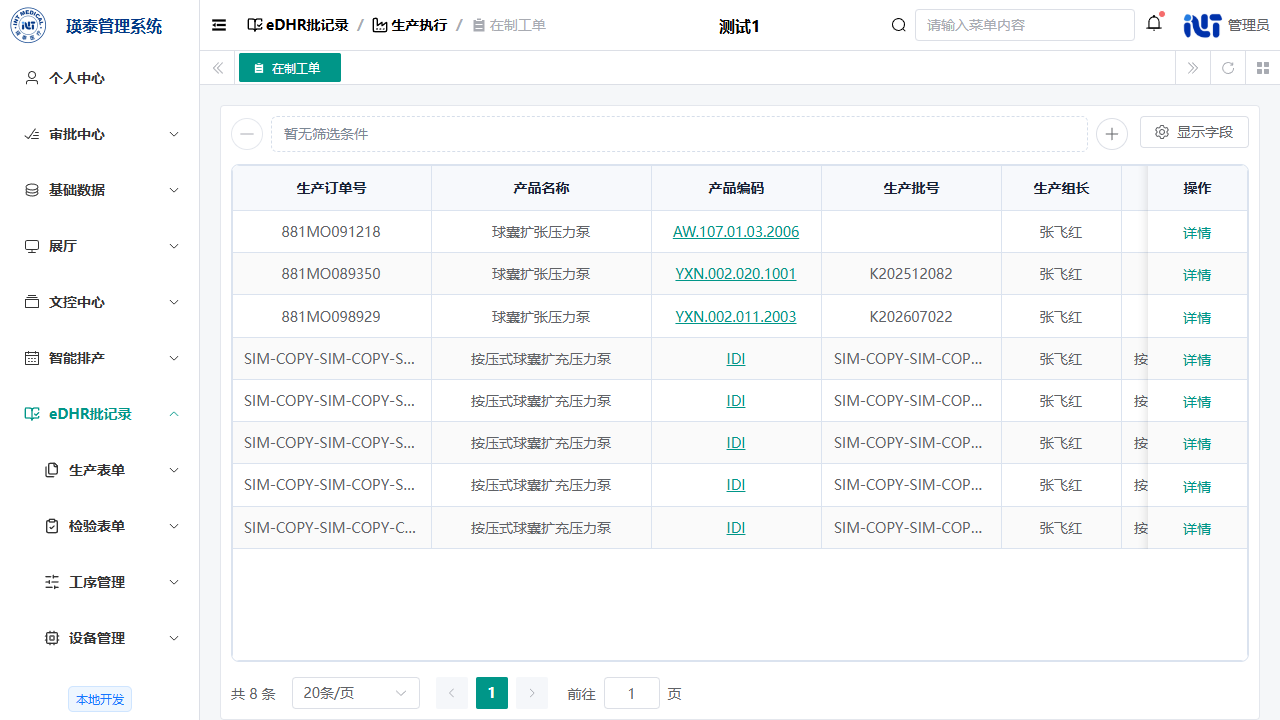 瑛泰管理系统
eDHR批记录 / 生产执行 / 在制工单
测试1
请输入菜单内容
管理员
个人中心
审批中心
基础数据
展厅
文控中心
智能排产
eDHR批记录
生产表单
检验表单
工序管理
设备管理
本地开发
在制工单
暂无筛选条件
显示字段
生产订单号 产品名称 产品编码 生产批号 生产组长 操作
881MO091218 球囊扩张压力泵 AW.107.01.03.2006 张飞红 详情
881MO089350 球囊扩张压力泵 YXN.002.020.1001 K202512082 张飞红 详情
881MO098929 球囊扩张压力泵 YXN.002.011.2003 K202607022 张飞红 详情
SIM-COPY-SIM-COPY-S... 按压式球囊扩充压力泵 IDI SIM-COPY-SIM-COP... 张飞红 按 详情
SIM-COPY-SIM-COPY-S... 按压式球囊扩充压力泵 IDI SIM-COPY-SIM-COP... 张飞红 按 详情
SIM-COPY-SIM-COPY-S... 按压式球囊扩充压力泵 IDI SIM-COPY-SIM-COP... 张飞红 按 详情
SIM-COPY-SIM-COPY-S... 按压式球囊扩充压力泵 IDI SIM-COPY-SIM-COP... 张飞红 按 详情
SIM-COPY-SIM-COPY-C... 按压式球囊扩充压力泵 IDI SIM-COPY-SIM-COP... 张飞红 按 详情
共 8 条 20条/页 1 前往 1 页